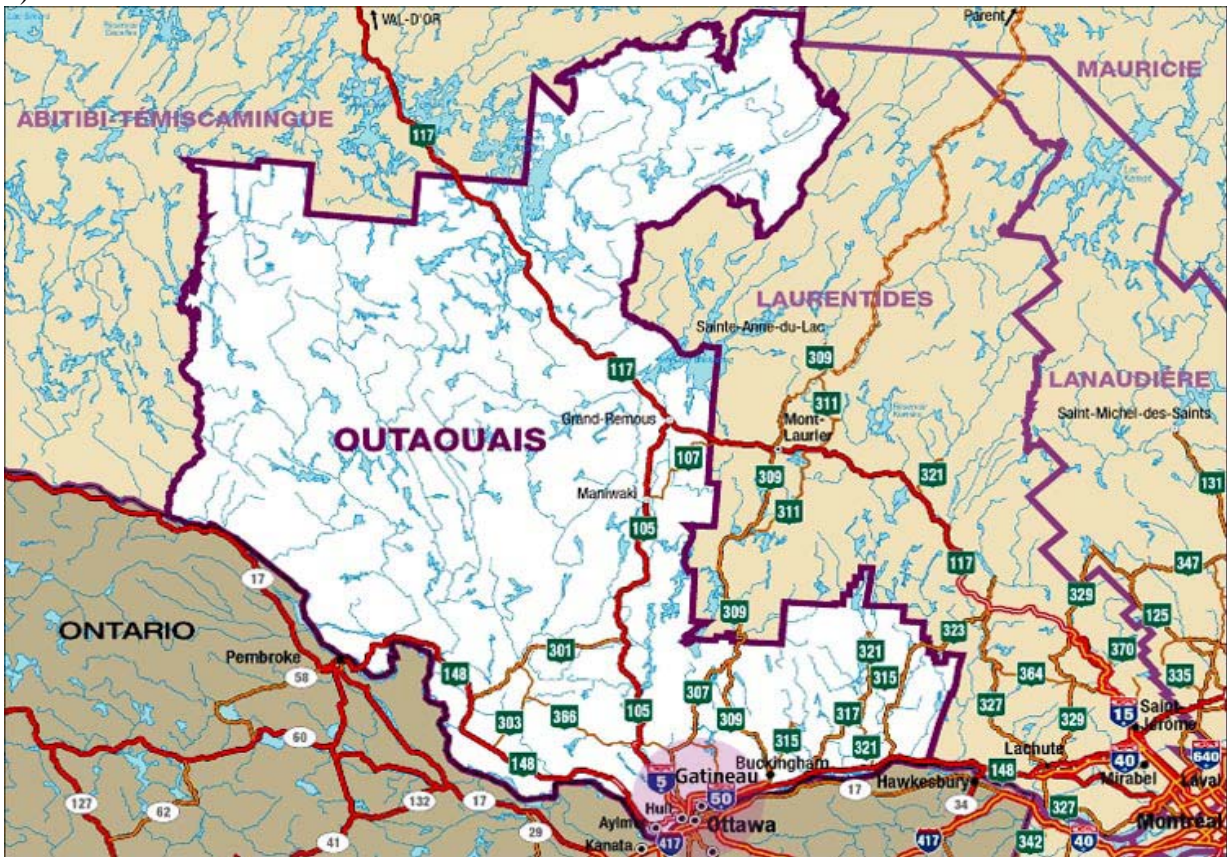 VAL-D'OR
Parent
MAURICIE
ABITIBI-TÉMISCAMINGUE
117
LAURENTIDES
Sainte-Anne-du-Lac
309
117
LANAUDIÈRE
311
Saint-Michel-des-Saints
Grand-Remous
Mont-
Laurier
OUTAOUAIS
107
309
321
131
Maniwaki
311
105
117
347
17
329
309
125
ONTARIO
323
301
321
370
Pembroke
148
315
364
335
58
307
327
303
366
105
309
317
329
15
Saint-
Jérôme
60
315
321
148
Buckingham
Lachute
40
640
5
Gatineau
Hawkesbury
148
Mirabel
Laval
127
132
17
50
17
62
Hull
34
327
Montréal
Aylmer
Ottawa
41
29
Kanata
417
417
342
40